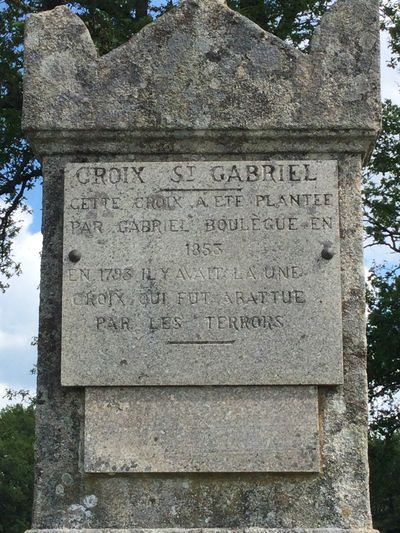 CROIX ST GABRIEL
CETTE CROIX A ETE PLANTEE
PAR GABRIEL BOULEGUE EN
1853
EN 1793 IL Y AVAIT LA UNE
CROIX QUI FUT ABATTUE
PAR LES TERRORS